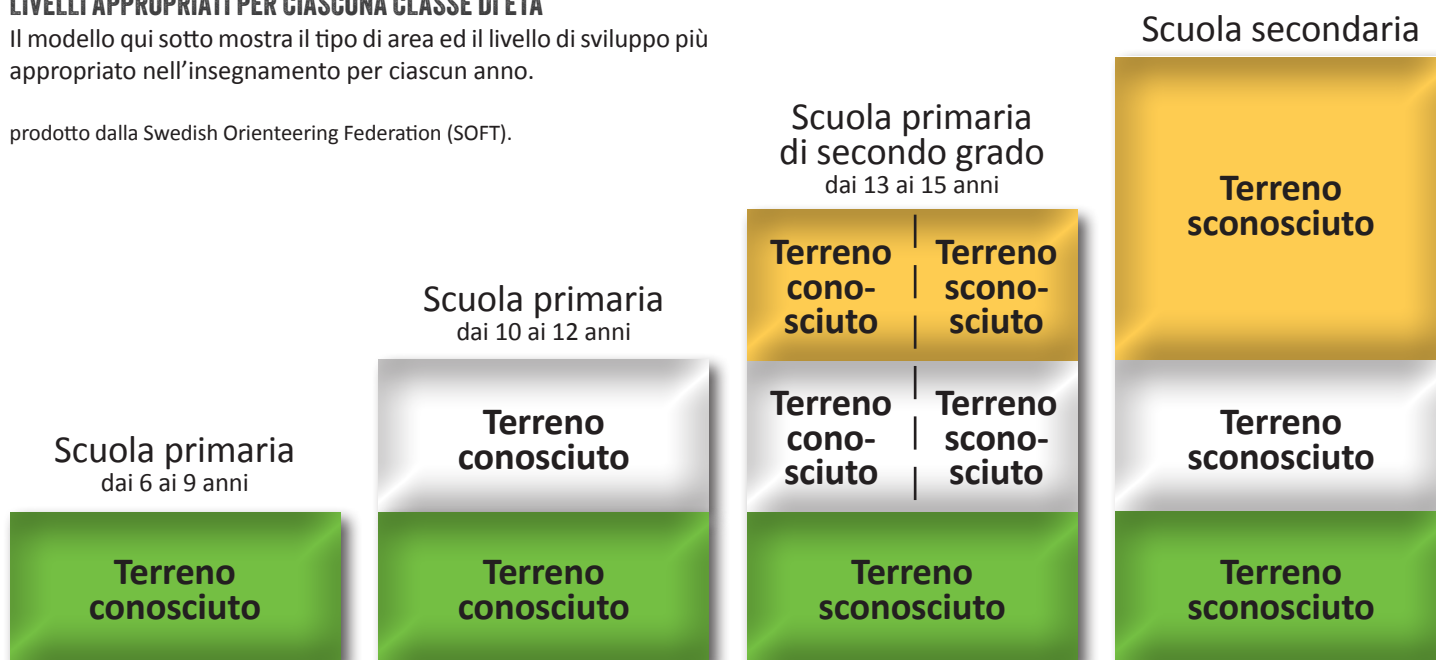 LIVELLI APPROPRIATI PER CIASCUNA CLASSE DI ETÀ
Il modello qui sotto mostra il tipo di area ed il livello di sviluppo più
appropriato nell'insegnamento per ciascun anno.
prodotto dalla Swedish Orienteering Federation (SOFT).
Scuola primaria
dai 6 ai 9 anni
Terreno
conosciuto
Scuola primaria
dai 10 ai 12 anni
Terreno
conosciuto
Terreno
conosciuto
Scuola primaria
di secondo grado
dai 13 ai 15 anni
Terreno
cono-
sciuto
Terreno
scono-
sciuto
Terreno
cono-
sciuto
Terreno
scono-
sciuto
Terreno
sconosciuto
Scuola secondaria
Terreno
sconosciuto
Terreno
sconosciuto
Terreno
sconosciuto